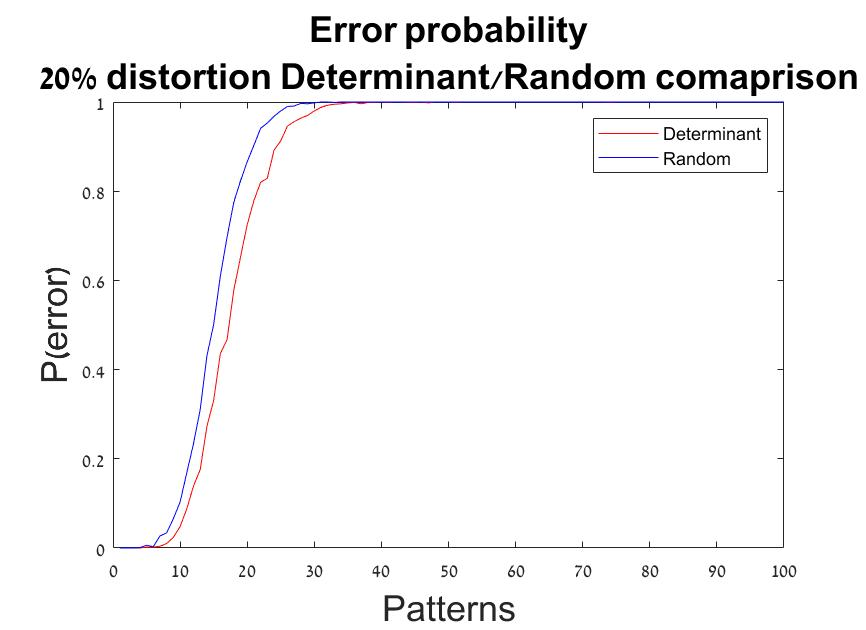 Error probability
20% distortion Determinant/Random comaprison
1
0.8
0.6
0.4
0.2
0
P(error)
Determinant
Random
0 10 20 30 40 50 60 70 80 90 100
Patterns